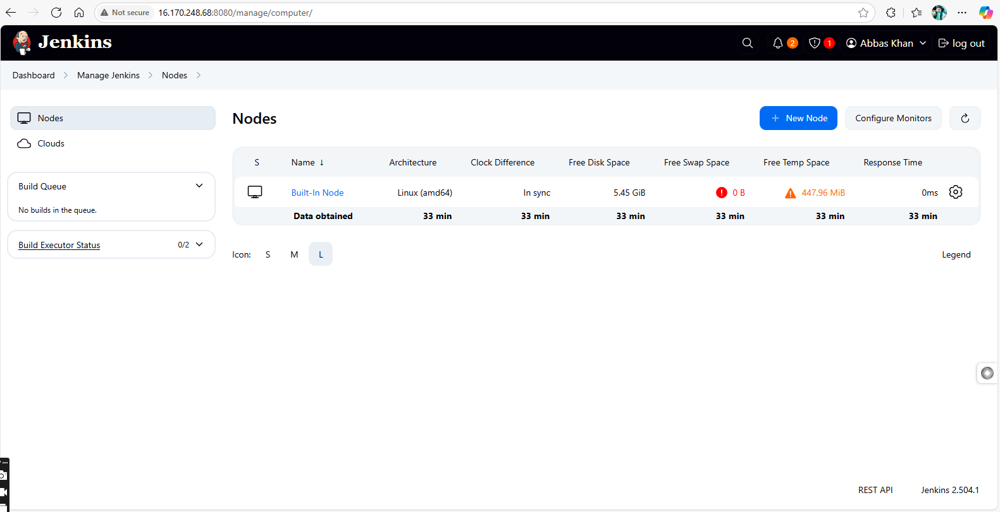 Not secure 16.170.248.68:8080/manage/computer/
Jenkins 2 1 Abbas Khan log out
Dashboard Manage Jenkins Nodes
Nodes
Clouds
Build Queue
No builds in the queue.
Build Executor Status 0/2
Nodes + New Node Configure Monitors
S Name ↓ Architecture Clock Difference Free Disk Space Free Swap Space Free Temp Space Response Time
Built-In Node Linux (amd64) In sync 5.45 GiB 0 B 447.96 MiB 0ms
Data obtained 33 min 33 min 33 min 33 min 33 min 33 min
Icon: S M L Legend
REST API Jenkins 2.504.1